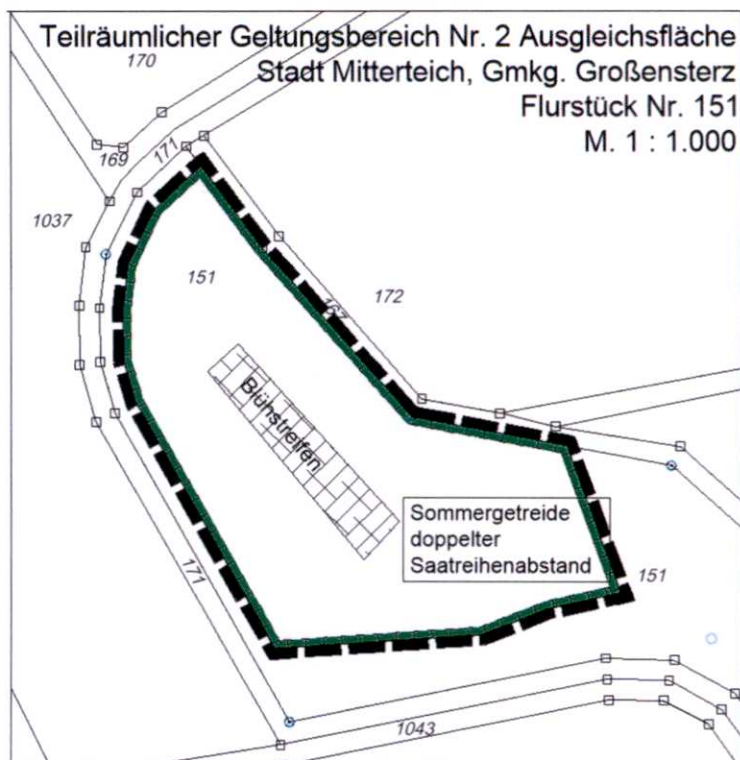 Teilräumlicher Geltungsbereich Nr. 2 Ausgleichsfläche
Stadt Mitterteich, Gmkg. Großensterz
Flurstück Nr. 151
M. 1 : 1.000
170
169
171
1037
151
172
167
Blühstreifen
Sommergetreide
doppelter
Saatreihenabstand
151
171
1043